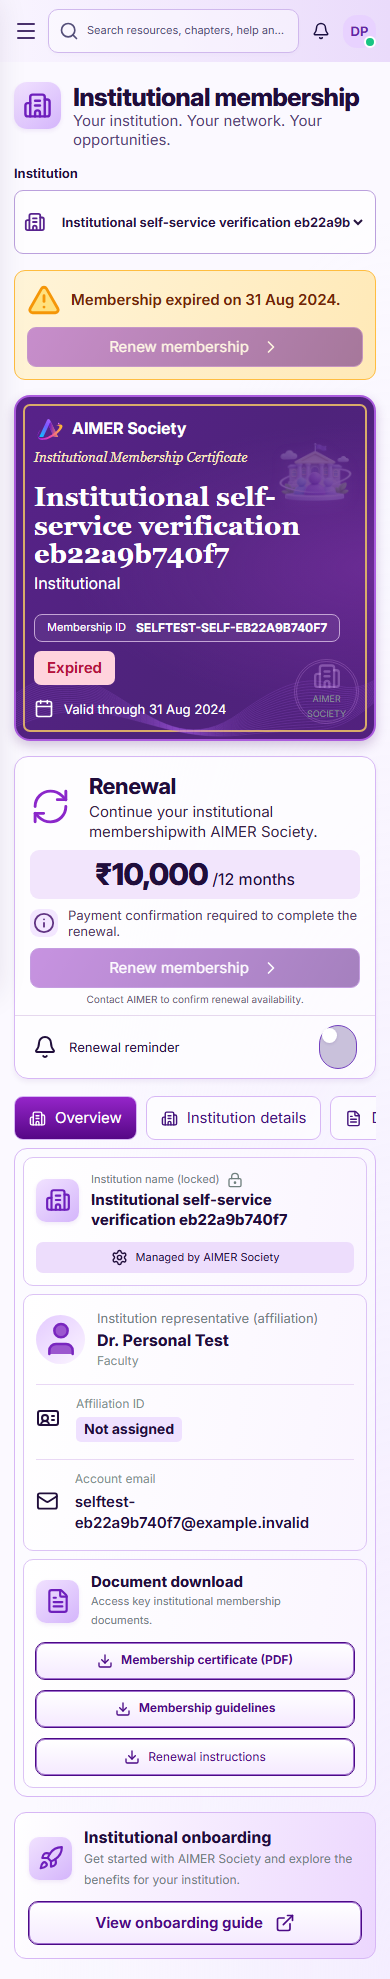 Search resources, chapters, help an...
DP
Institutional membership
Your institution. Your network. Your
opportunities.
Institution
Institutional self-service verification eb22a9b
Membership expired on 31 Aug 2024.
Renew membership
AIMER Society
Institutional Membership Certificate
Institutional self-
service verification
eb22a9b740f7
Institutional
Membership ID SELFTEST-SELF-EB22A9B740F7
Expired
Valid through 31 Aug 2024
AIMER
SOCIETY
Renewal
Continue your institutional
membershipwith AIMER Society.
₹10,000 /12 months
Payment confirmation required to complete the
renewal.
Renew membership
Contact AIMER to confirm renewal availability.
Renewal reminder
Overview
Institution details
D
Institution name (locked)
Institutional self-service
verification eb22a9b740f7
Managed by AIMER Society
Institution representative (affiliation)
Dr. Personal Test
Faculty
Affiliation ID
Not assigned
Account email
selftest-
eb22a9b740f7@example.invalid
Document download
Access key institutional membership
documents.
Membership certificate (PDF)
Membership guidelines
Renewal instructions
Institutional onboarding
Get started with AIMER Society and explore the
benefits for your institution.
View onboarding guide